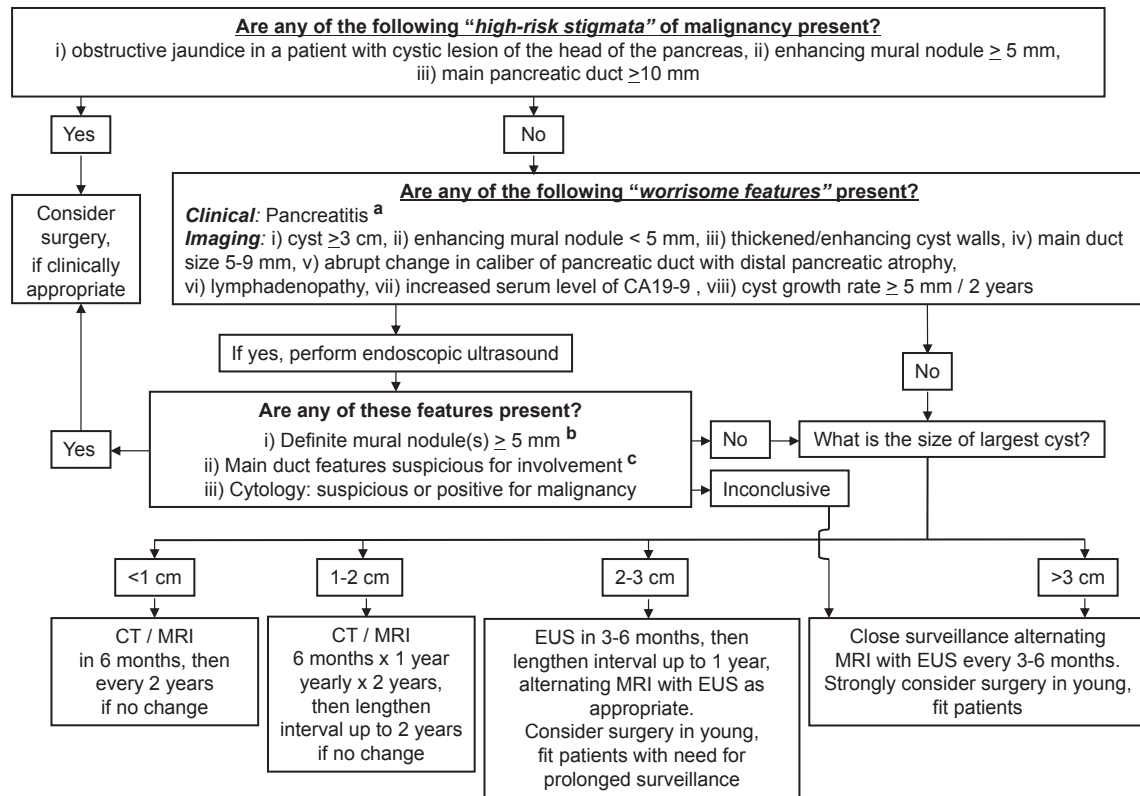 Are any of the following “high-risk stigmata” of malignancy present?
i) obstructive jaundice in a patient with cystic lesion of the head of the pancreas, ii) enhancing mural nodule ≥ 5 mm,
iii) main pancreatic duct ≥10 mm
Yes
No
Consider
surgery,
if clinically
appropriate
Are any of the following “worrisome features” present?
Clinical: Pancreatitis a
Imaging: i) cyst ≥3 cm, ii) enhancing mural nodule < 5 mm, iii) thickened/enhancing cyst walls, iv) main duct
size 5-9 mm, v) abrupt change in caliber of pancreatic duct with distal pancreatic atrophy,
vi) lymphadenopathy, vii) increased serum level of CA19-9 , viii) cyst growth rate ≥ 5 mm / 2 years
If yes, perform endoscopic ultrasound
No
Are any of these features present?
i) Definite mural nodule(s) ≥ 5 mm b
ii) Main duct features suspicious for involvement c
iii) Cytology: suspicious or positive for malignancy
Yes
No
What is the size of largest cyst?
Inconclusive
<1 cm
1-2 cm
2-3 cm
>3 cm
CT / MRI
in 6 months, then
every 2 years
if no change
CT / MRI
6 months x 1 year
yearly x 2 years,
then lengthen
interval up to 2 years
if no change
EUS in 3-6 months, then
lengthen interval up to 1 year,
alternating MRI with EUS as
appropriate.
Consider surgery in young,
fit patients with need for
prolonged surveillance
Close surveillance alternating
MRI with EUS every 3-6 months.
Strongly consider surgery in young,
fit patients